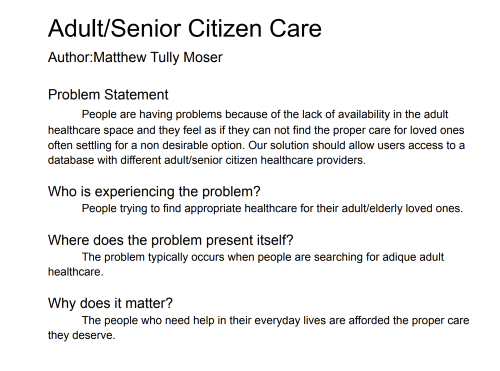 Adult/Senior Citizen Care
Author:Matthew Tully Moser
Problem Statement
People are having problems because of the lack of availability in the adult
healthcare space and they feel as if they can not find the proper care for loved ones
often settling for a non desirable option. Our solution should allow users access to a
database with different adult/senior citizen healthcare providers.
Who is experiencing the problem?
People trying to find appropriate healthcare for their adult/elderly loved ones.
Where does the problem present itself?
The problem typically occurs when people are searching for adique adult
healthcare.
Why does it matter?
The people who need help in their everyday lives are afforded the proper care
they deserve.